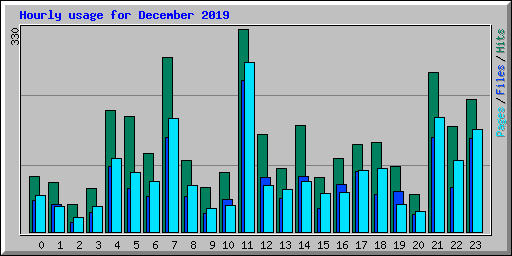 Hourly usage for December 2019
330
Pages / Files / Hits
0 1 2 3 4 5 6 7 8 9 10 11 12 13 14 15 16 17 18 19 20 21 22 23